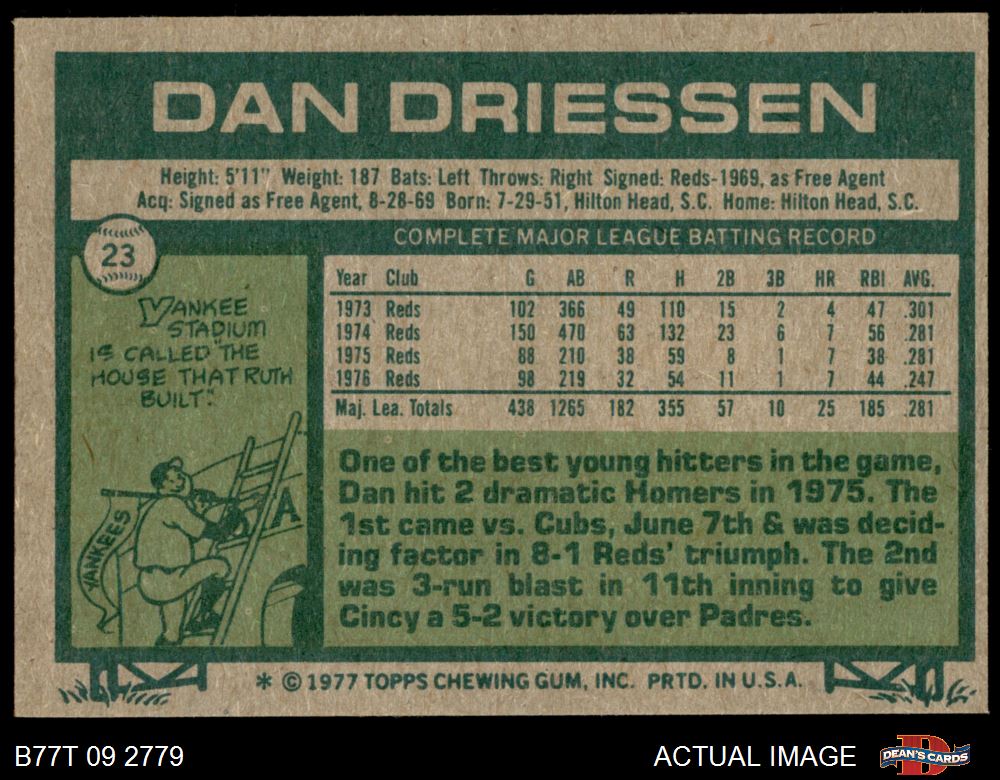 DAN DRIESSEN
Height: 5'11" Weight: 187 Bats: Left Throws: Right Signed: Reds-1969, as Free Agent
Acq: Signed as Free Agent, 8-28-69 Born: 7-29-51, Hilton Head, S.C. Home: Hilton Head, S.C.
23
YANKEE
STADIUM
IS CALLED "THE
HOUSE THAT RUTH
BUILT."
YANKEES
A
COMPLETE MAJOR LEAGUE BATTING RECORD
Year Club G AB R H 2B 3B HR RBI AVG.
1973 Reds 102 366 49 110 15 2 4 47 .301
1974 Reds 150 470 63 132 23 6 7 56 .281
1975 Reds 88 210 38 59 8 1 7 38 .281
1976 Reds 98 219 32 54 11 1 7 44 .247
Maj. Lea. Totals 438 1265 182 355 57 10 25 185 .281
One of the best young hitters in the game,
Dan hit 2 dramatic Homers in 1975. The
1st came vs. Cubs, June 7th & was decid-
ing factor in 8-1 Reds' triumph. The 2nd
was 3-run blast in 11th inning to give
Cincy a 5-2 victory over Padres.
* © 1977 TOPPS CHEWING GUM, INC. PRTD. IN U.S.A.
B77T 09 2779
ACTUAL IMAGE
DEAN'S CARDS